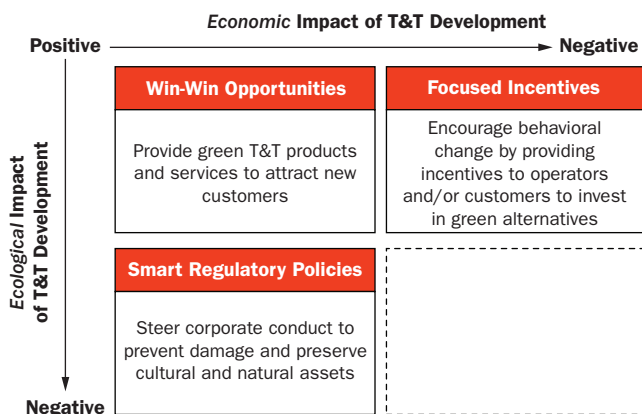 Economic Impact of T&T Development
Positive
Negative
Ecological Impact
of T&T Development
Win-Win Opportunities
Provide green T&T products
and services to attract new
customers
Focused Incentives
Encourage behavioral
change by providing
incentives to operators
and/or customers to invest
in green alternatives
Smart Regulatory Policies
Steer corporate conduct to
prevent damage and preserve
cultural and natural assets
Negative